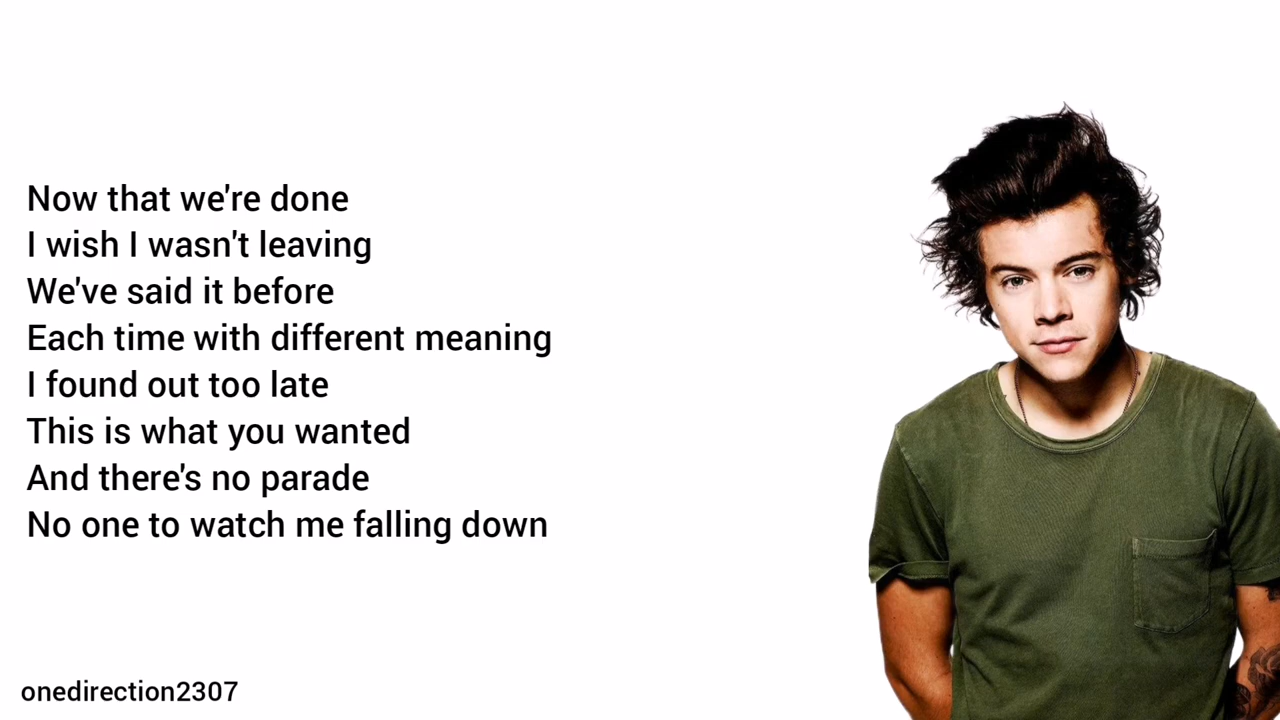 Now that we're done
I wish I wasn't leaving
We've said it before
Each time with different meaning
I found out too late
This is what you wanted
And there's no parade
No one to watch me falling down
onedirection2307